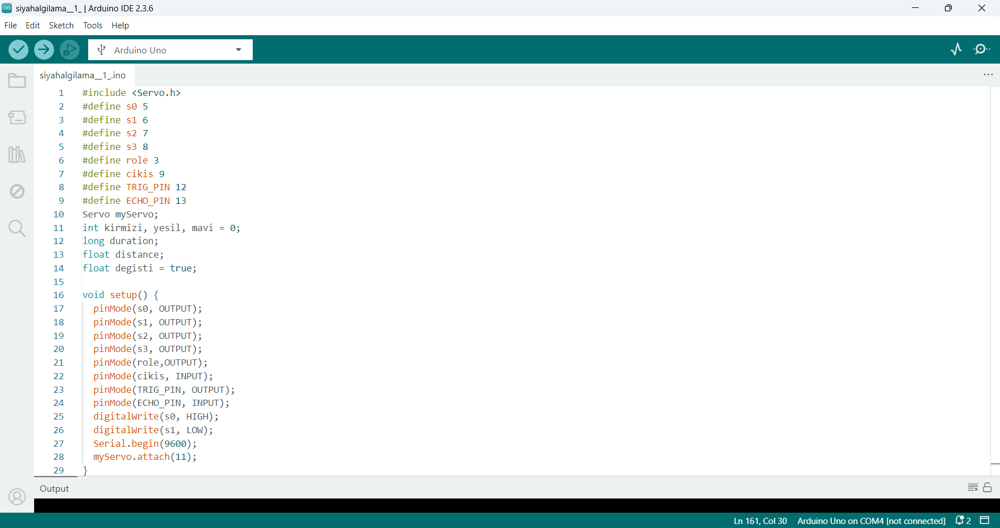 siyahalgilama__1_ | Arduino IDE 2.3.6
File Edit Sketch Tools Help
Arduino Uno
siyahalgilama__1_.ino
1 #include <Servo.h>
2 #define s0 5
3 #define s1 6
4 #define s2 7
5 #define s3 8
6 #define role 3
7 #define cikis 9
8 #define TRIG_PIN 12
9 #define ECHO_PIN 13
10 Servo myServo;
11 int kirmizi, yesil, mavi = 0;
12 long duration;
13 float distance;
14 float degisti = true;
15
16 void setup() {
17 pinMode(s0, OUTPUT);
18 pinMode(s1, OUTPUT);
19 pinMode(s2, OUTPUT);
20 pinMode(s3, OUTPUT);
21 pinMode(role,OUTPUT);
22 pinMode(cikis, INPUT);
23 pinMode(TRIG_PIN, OUTPUT);
24 pinMode(ECHO_PIN, INPUT);
25 digitalWrite(s0, HIGH);
26 digitalWrite(s1, LOW);
27 Serial.begin(9600);
28 myServo.attach(11);
29 }
Output
Ln 161, Col 30 Arduino Uno on COM4 [not connected] 2